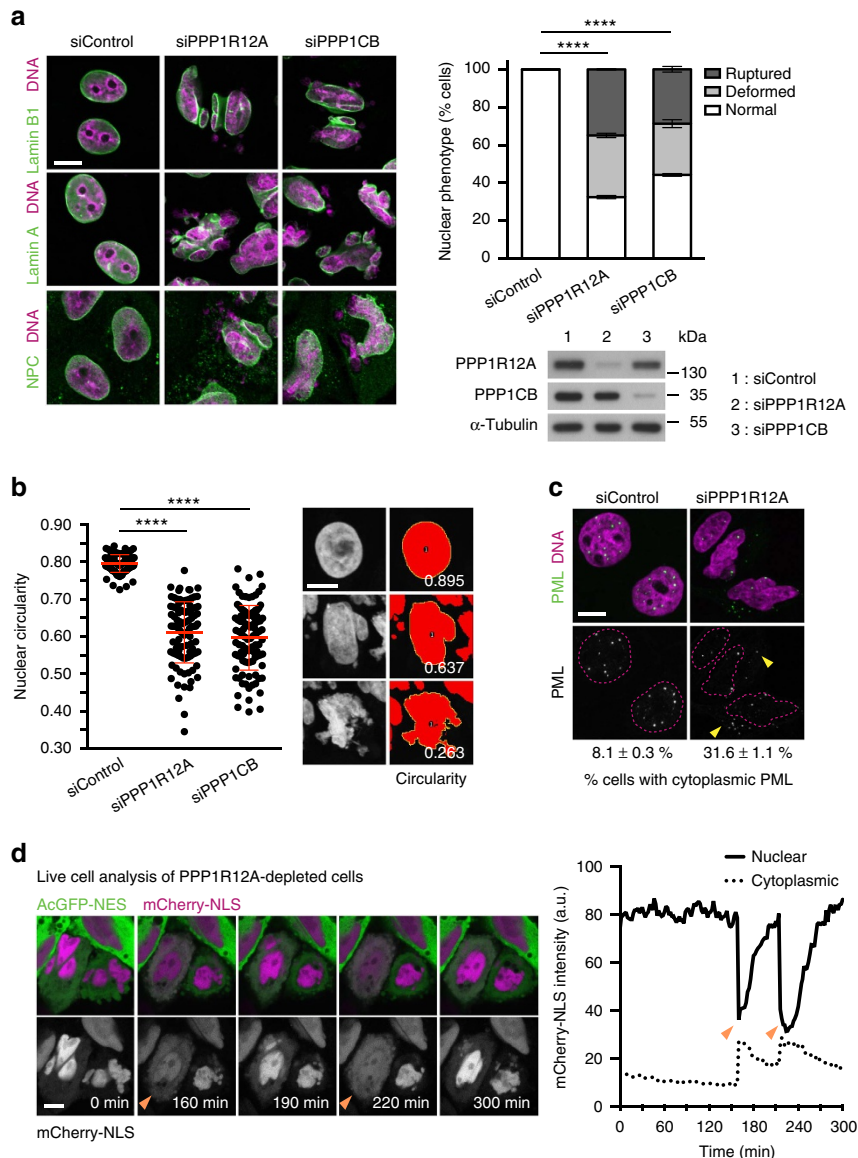 a
siControl siPPP1R12A siPPP1CB
Lamin B1 DNA
Lamin A DNA
NPC DNA
Nuclear phenotype (% cells)
100
80
60
40
20
0
****
****
Ruptured
Deformed
Normal
siControl
siPPP1R12A
siPPP1CB
1 2 3 kDa
PPP1R12A 130
PPP1CB 35
α-Tubulin 55
1 : siControl
2 : siPPP1R12A
3 : siPPP1CB
b
****
****
Nuclear circularity
0.90
0.80
0.70
0.60
0.50
0.40
0.30
siControl
siPPP1R12A
siPPP1CB
0.895
0.637
0.263
Circularity
c
siControl siPPP1R12A
PML DNA
PML
8.1 ± 0.3 % 31.6 ± 1.1 %
% cells with cytoplasmic PML
d
Live cell analysis of PPP1R12A-depleted cells
AcGFP-NES mCherry-NLS
0 min 160 min 190 min 220 min 300 min
mCherry-NLS
mCherry-NLS intensity (a.u.)
100
80
60
40
20
0
Nuclear
Cytoplasmic
0 60 120 180 240 300
Time (min)